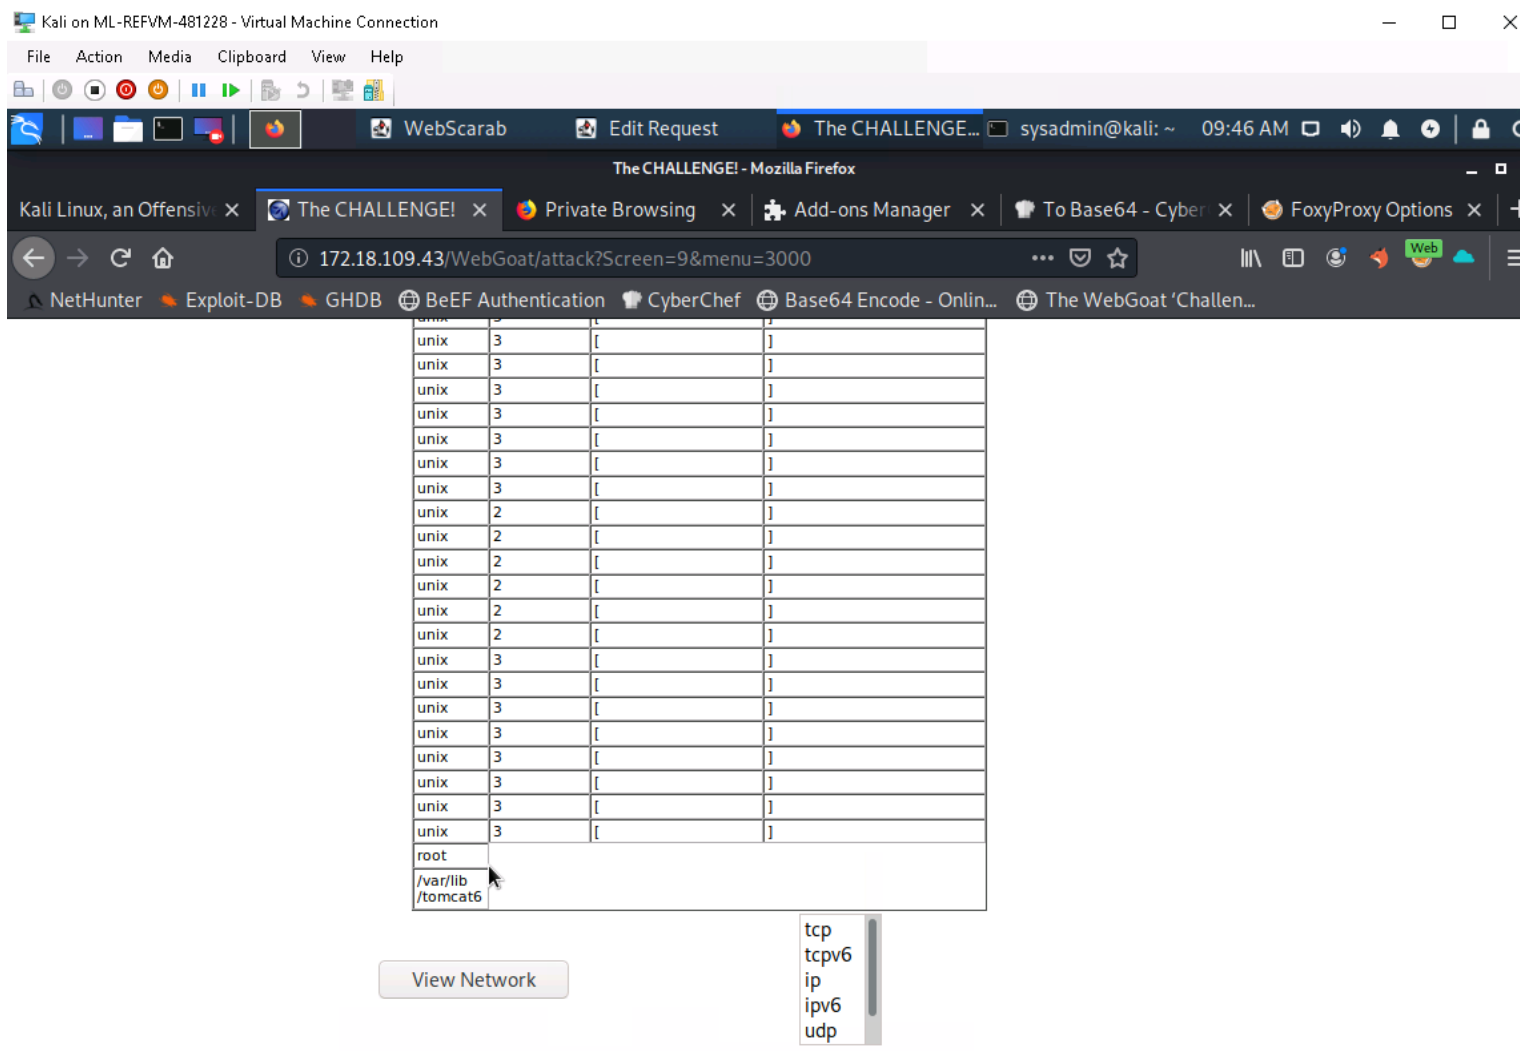 Kali on ML-REFVM-481228 - Virtual Machine Connection
File Action Media Clipboard View Help
WebScarab Edit Request The CHALLENGE... sysadmin@kali: ~ 09:46 AM
The CHALLENGE! - Mozilla Firefox
Kali Linux, an Offensiv The CHALLENGE! Private Browsing Add-ons Manager To Base64 - Cyber FoxyProxy Options
172.18.109.43/WebGoat/attack?Screen=9&menu=3000 Web
NetHunter Exploit-DB GHDB BeEF Authentication CyberChef Base64 Encode - Onlin... The WebGoat 'Challen...
unix 3 [ ]
unix 3 [ ]
unix 3 [ ]
unix 3 [ ]
unix 3 [ ]
unix 3 [ ]
unix 3 [ ]
unix 3 [ ]
unix 2 [ ]
unix 2 [ ]
unix 2 [ ]
unix 2 [ ]
unix 2 [ ]
unix 2 [ ]
unix 3 [ ]
unix 3 [ ]
unix 3 [ ]
unix 3 [ ]
unix 3 [ ]
unix 3 [ ]
unix 3 [ ]
unix 3 [ ]
root
/var/lib
/tomcat6
tcp
tcpv6
View Network
ip
ipv6
udp